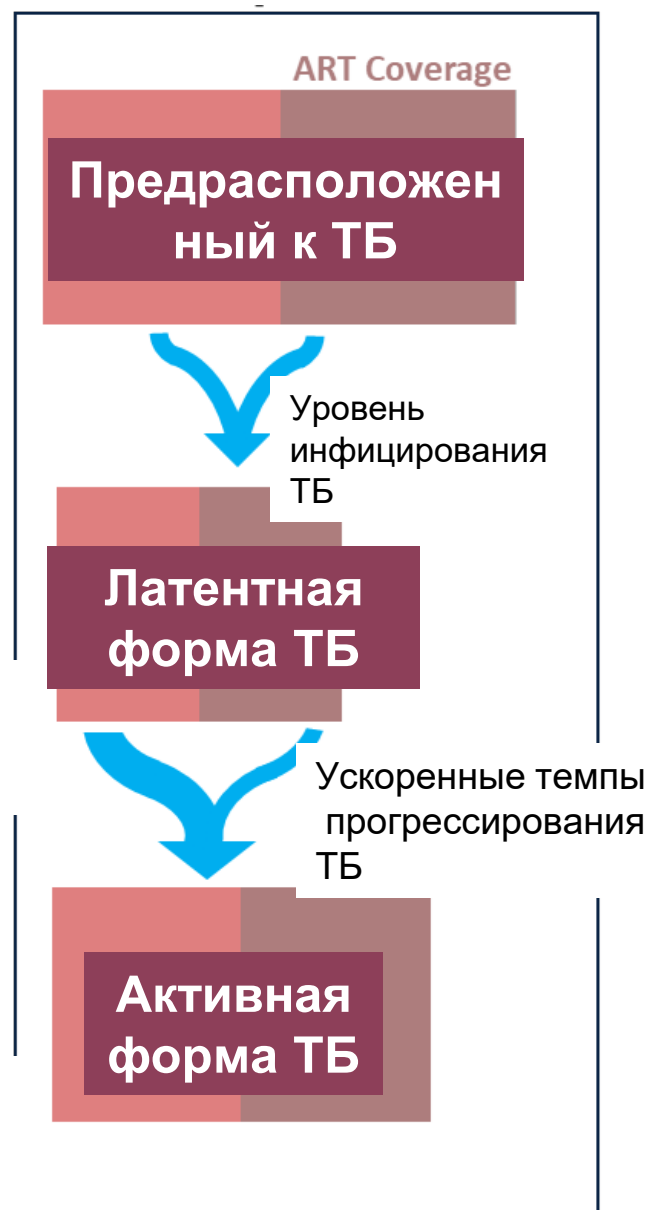 ART Coverage
Предрасположен
ный к ТБ
Уровень
инфицирования
ТБ
Латентная
форма ТБ
Ускоренные темпы
прогрессирования
ТБ
Активная
форма ТБ